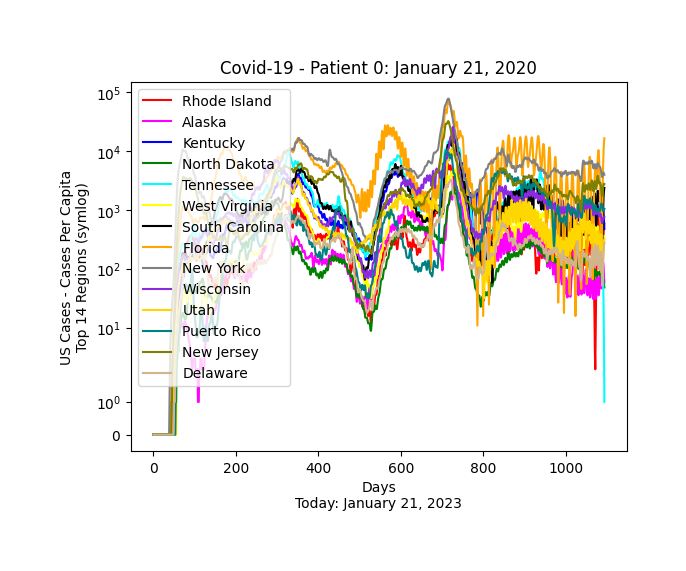 Covid-19 - Patient 0: January 21, 2020
US Cases - Cases Per Capita
Top 14 Regions (symlog)
10^5
10^4
10^3
10^2
10^1
10^0
0
Rhode Island
Alaska
Kentucky
North Dakota
Tennessee
West Virginia
South Carolina
Florida
New York
Wisconsin
Utah
Puerto Rico
New Jersey
Delaware
0 200 400 600 800 1000
Days
Today: January 21, 2023